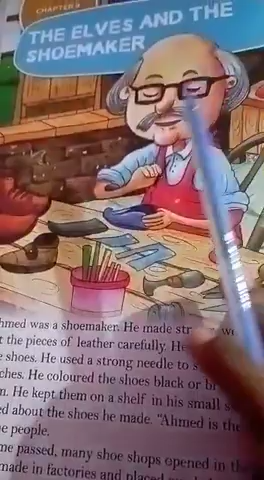 CHAPTER
THE ELVES AND THE
SHOEMAKER
hmed was a shoemaker. He made
t the pieces of leather carefully. He
e shoes. He used a strong needle to s
ches. He coloured the shoes black or
n. He kept them on a shelf in his small s
ed about the shoes he made. "Ahmed is the
e people.
me passed, many shoe shops opened in the
made in factories and placed